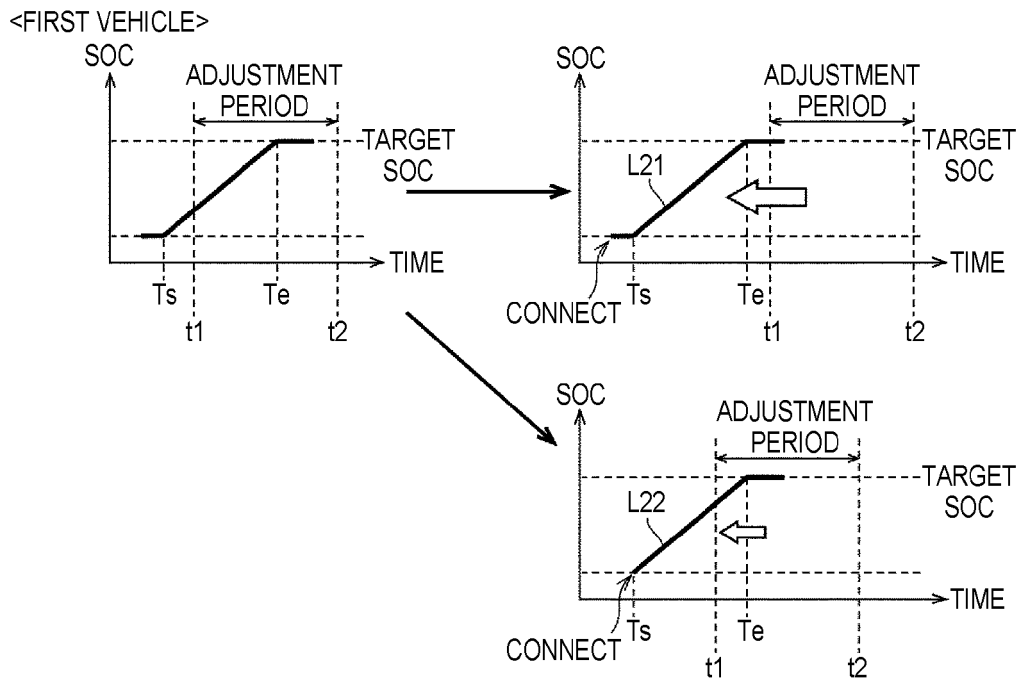 <FIRST VEHICLE>
SOC
ADJUSTMENT
PERIOD
TARGET
SOC
TIME
Ts
Te
t1
t2
SOC
ADJUSTMENT
PERIOD
L21
TARGET
SOC
TIME
CONNECT
Ts
Te
t1
t2
SOC
ADJUSTMENT
PERIOD
L22
TARGET
SOC
TIME
CONNECT
Ts
Te
t1
t2